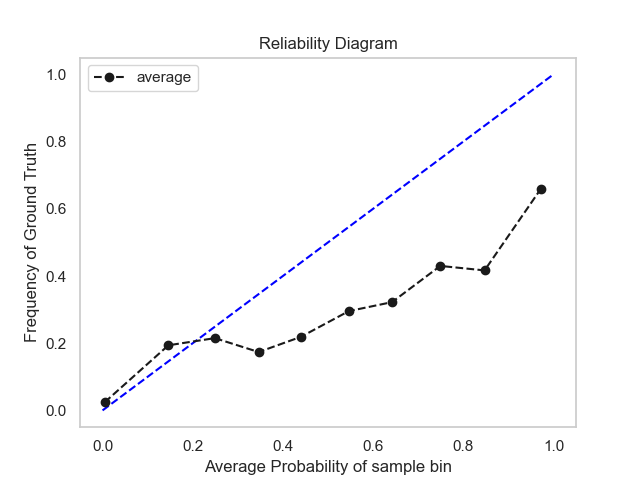 Reliability Diagram
average
Frequency of Ground Truth
1.0
0.8
0.6
0.4
0.2
0.0
0.0 0.2 0.4 0.6 0.8 1.0
Average Probability of sample bin